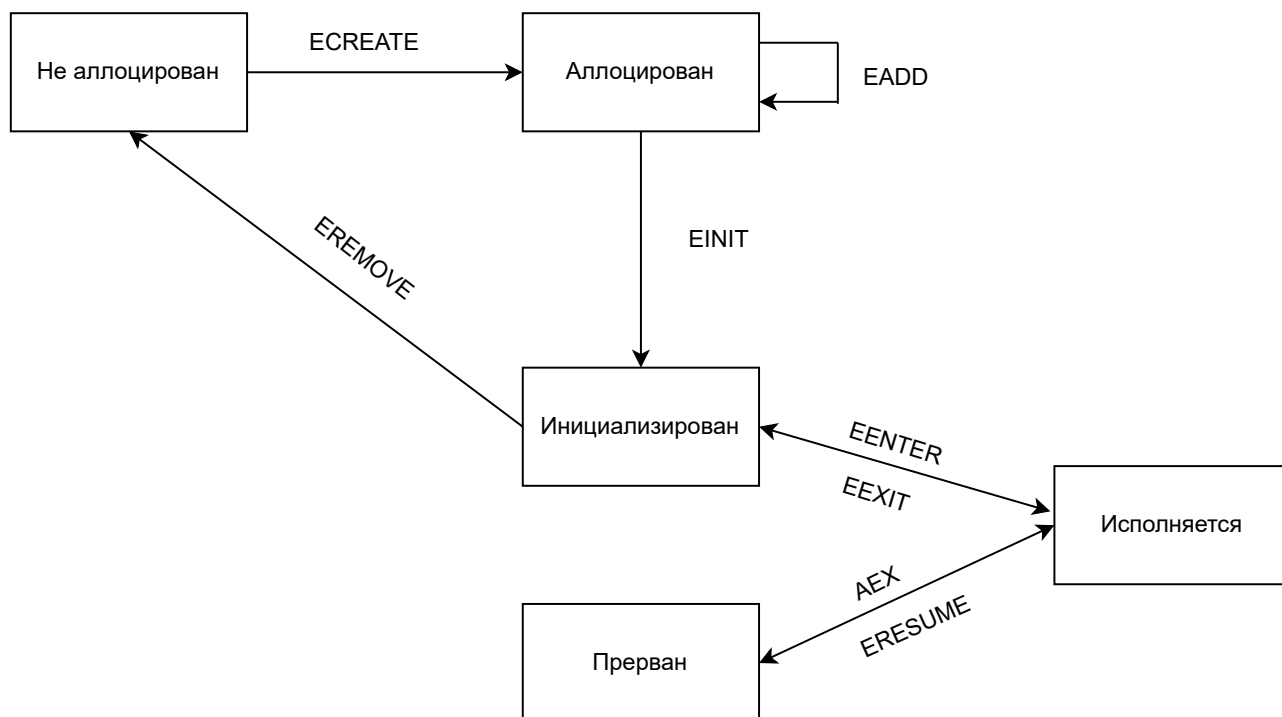 ECREATE
Не аллоцирован
Аллоцирован
EADD
EINIT
EREMOVE
Инициализирован
EENTER
EEXIT
Исполняется
AEX
ERESUME
Прерван